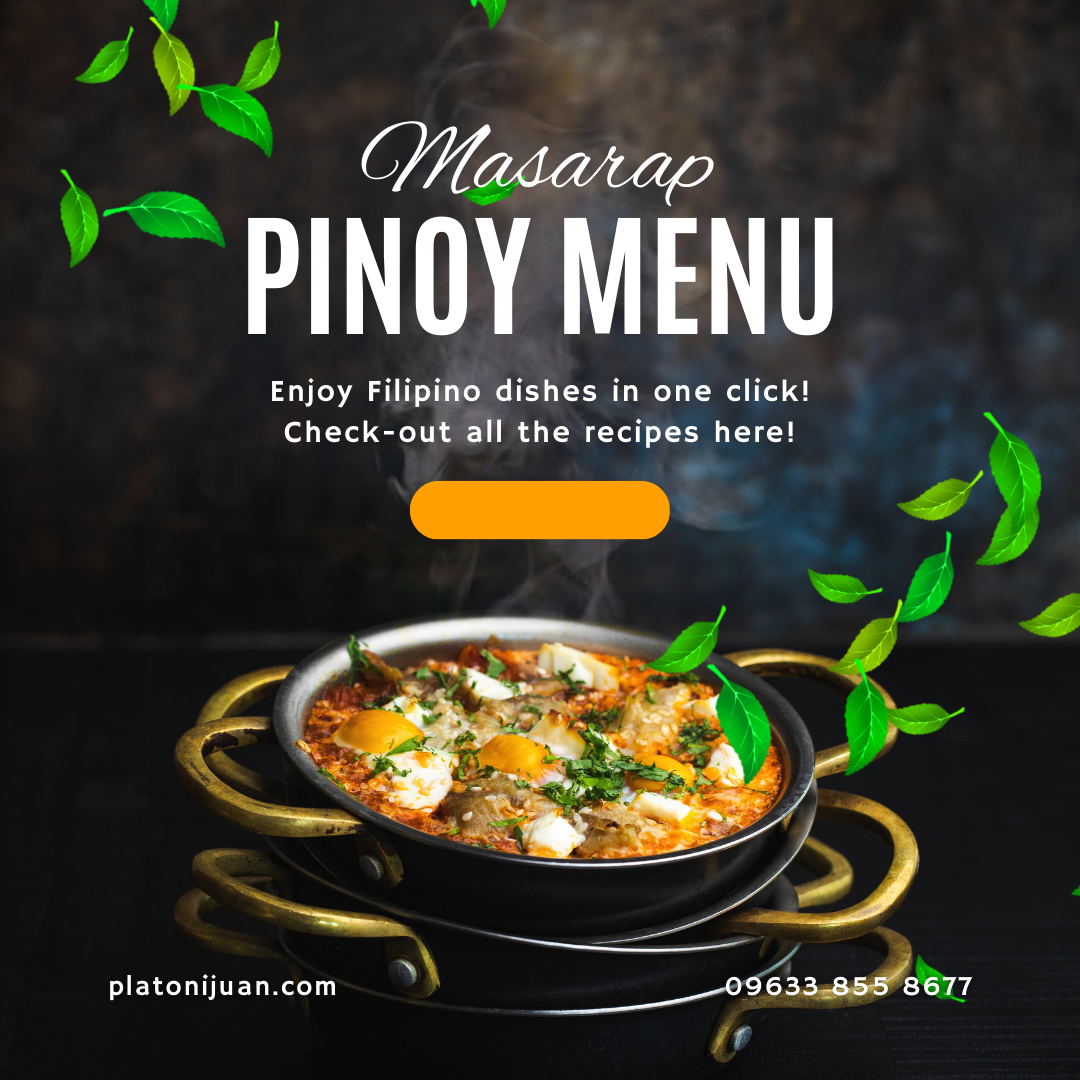 Masarap
PINOY MENU
Enjoy Filipino dishes in one click!
Check-out all the recipes here!
platonijuan.com
09633 855 8677